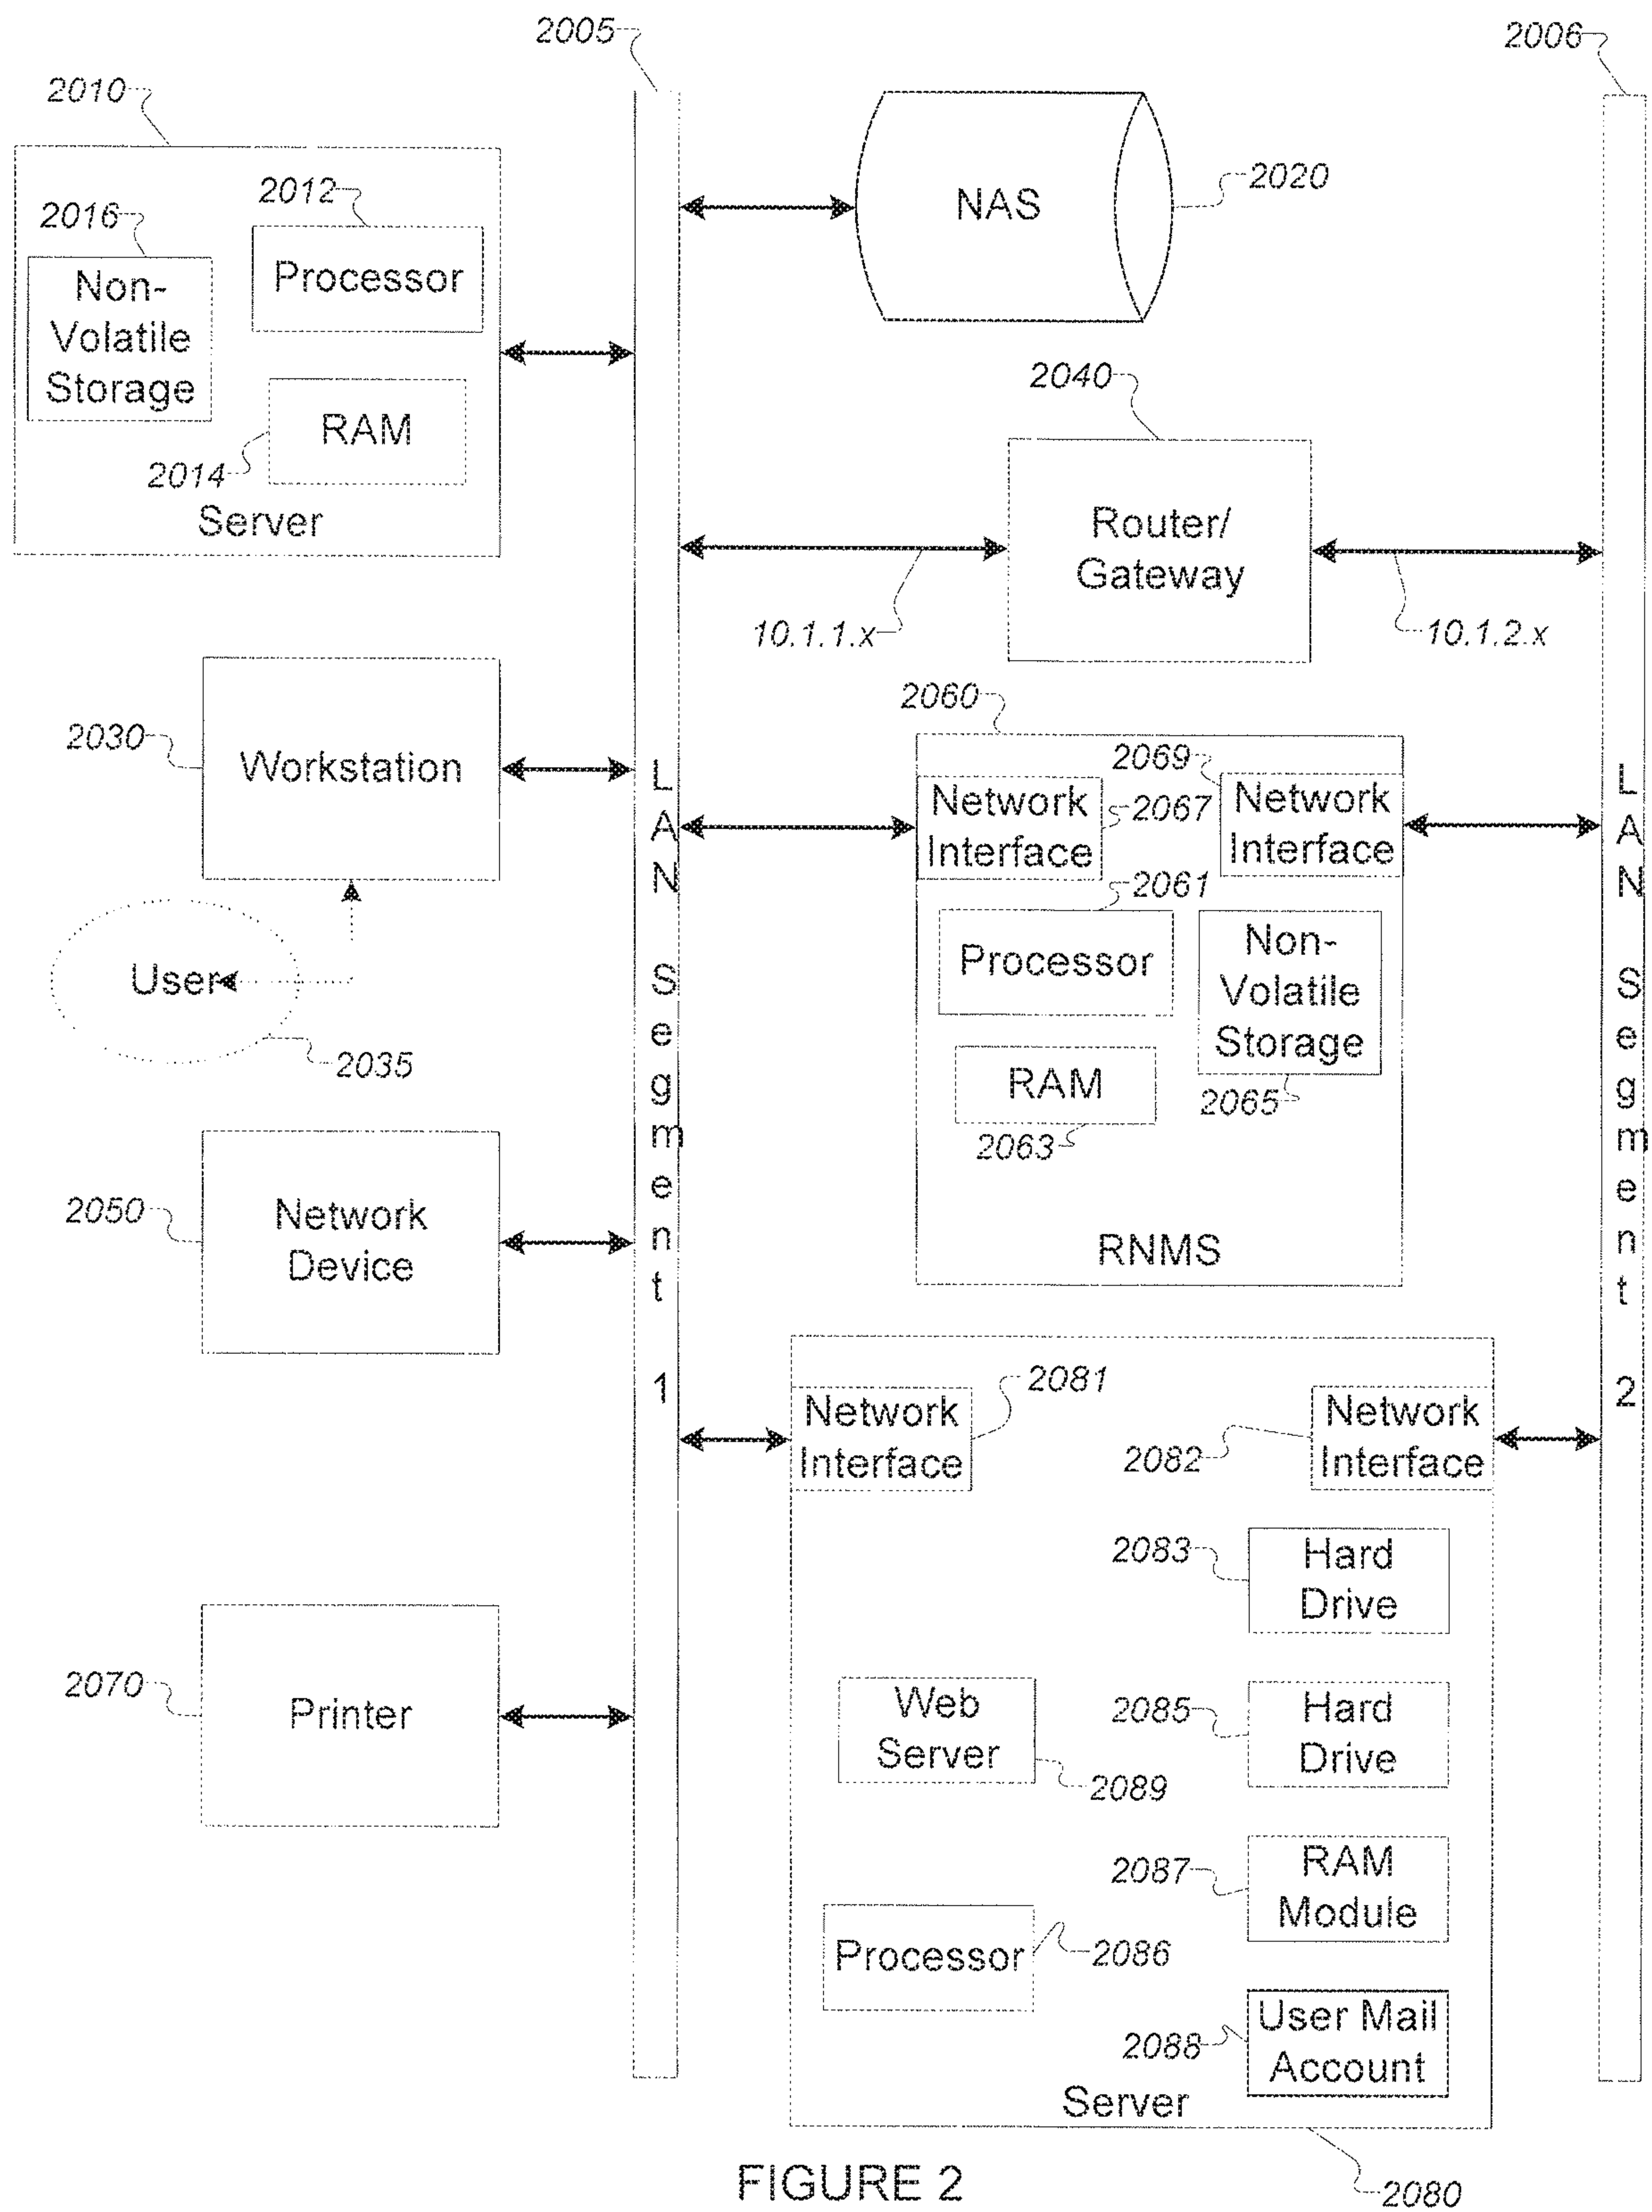 2005
2006
2010
2012
2016
Processor
Non-
Volatile
Storage
RAM
2014
Server
NAS
2020
2040
Router/
Gateway
10.1.1.x
10.1.2.x
2030
Workstation
User
2035
2050
Network
Device
2070
Printer
LAN Segment 1
LAN Segment 2
2060
2069
Network
Interface
2067
Network
Interface
2061
Processor
Non-
Volatile
Storage
2065
RAM
2063
RNMS
Network
Interface
2081
Network
Interface
2082
2083
Hard
Drive
Web
Server
2089
2085
Hard
Drive
2087
RAM
Module
Processor
2086
2088
User Mail
Account
Server
2080
FIGURE 2